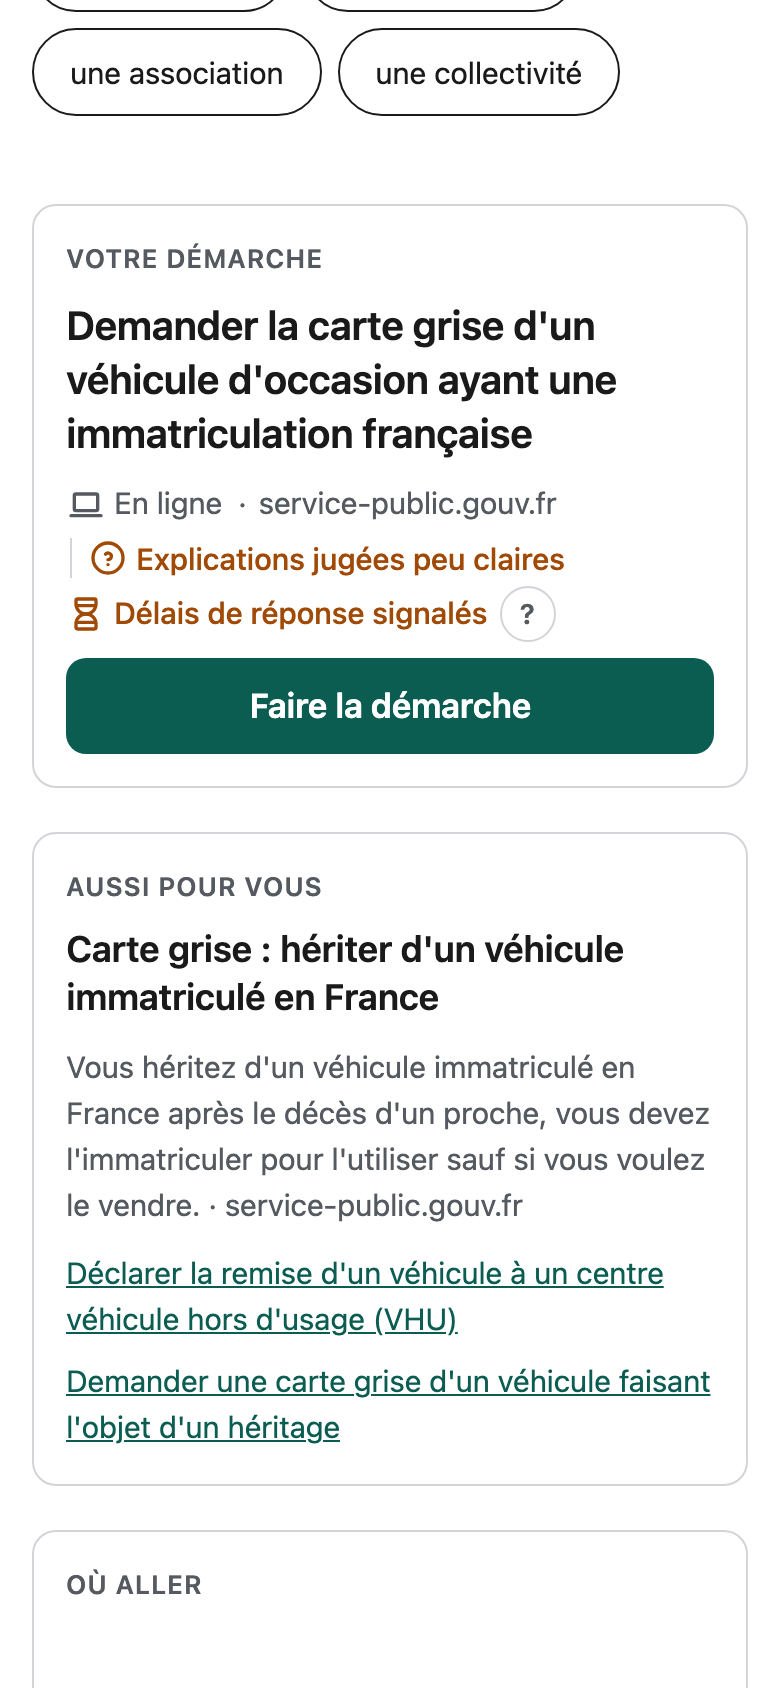 une association
une collectivité
VOTRE DÉMARCHE
Demander la carte grise d'un
véhicule d'occasion ayant une
immatriculation française
En ligne · service-public.gouv.fr
Explications jugées peu claires
Délais de réponse signalés ?
Faire la démarche
AUSSI POUR VOUS
Carte grise : hériter d'un véhicule
immatriculé en France
Vous héritez d'un véhicule immatriculé en
France après le décès d'un proche, vous devez
l'immatriculer pour l'utiliser sauf si vous voulez
le vendre. · service-public.gouv.fr
Déclarer la remise d'un véhicule à un centre
véhicule hors d'usage (VHU)
Demander une carte grise d'un véhicule faisant
l'objet d'un héritage
OÙ ALLER